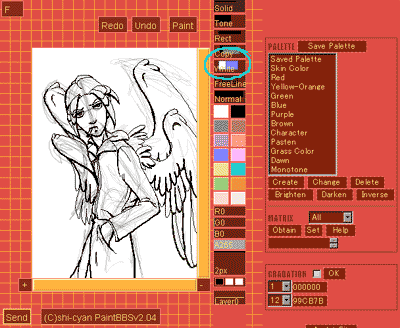 F
Redo Undo Paint
Solid
Tone
Rect
Copy
White
FreeLine
Normal
R0
G0
B0
A255
2px
Layer0
PALETTE Save Palette
Saved Palette
Skin Color
Red
Yellow-Orange
Green
Blue
Purple
Brown
Character
Pasten
Grass Color
Dawn
Monotone
Create Change Delete
Brighten Darken Inverse
MATRIX All
Obtain Set Help
GRADATION OK
1 000000
12 99CB7B
+ -
Send (C)shi-cyan PaintBBSv2.04